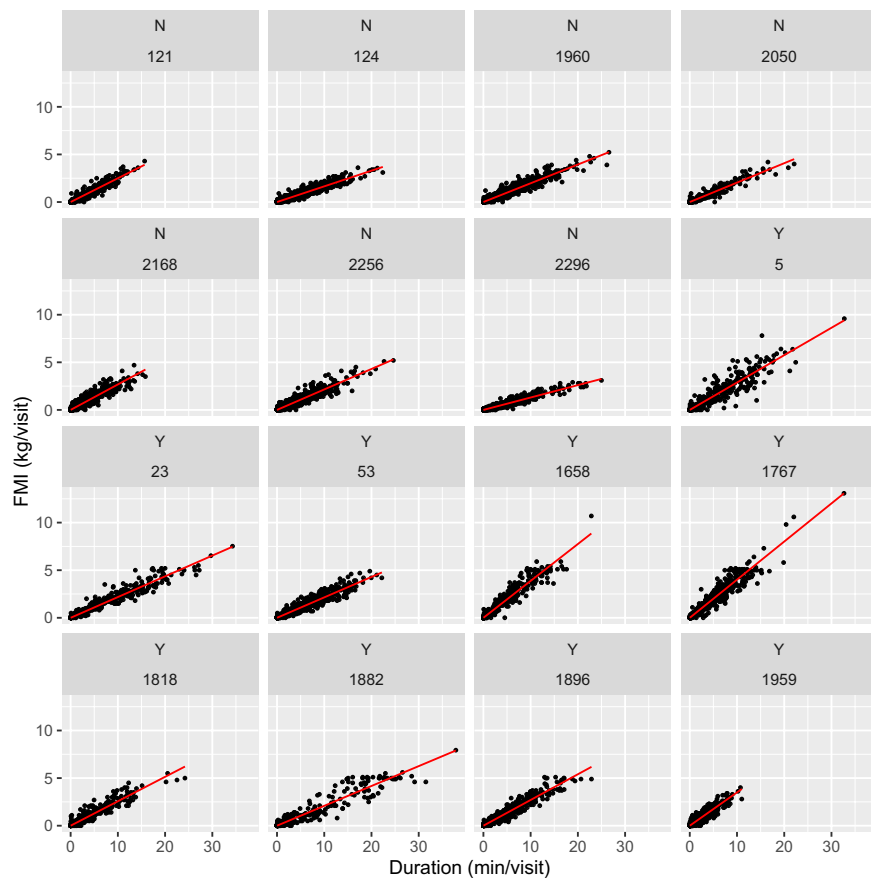 N N N N
121 124 1960 2050
10
5
0
N N N Y
2168 2256 2296 5
10
5
0
FMI (kg/visit)
Y Y Y Y
23 53 1658 1767
10
5
0
Y Y Y Y
1818 1882 1896 1959
10
5
0
0 10 20 30 0 10 20 30 0 10 20 30 0 10 20 30
Duration (min/visit)